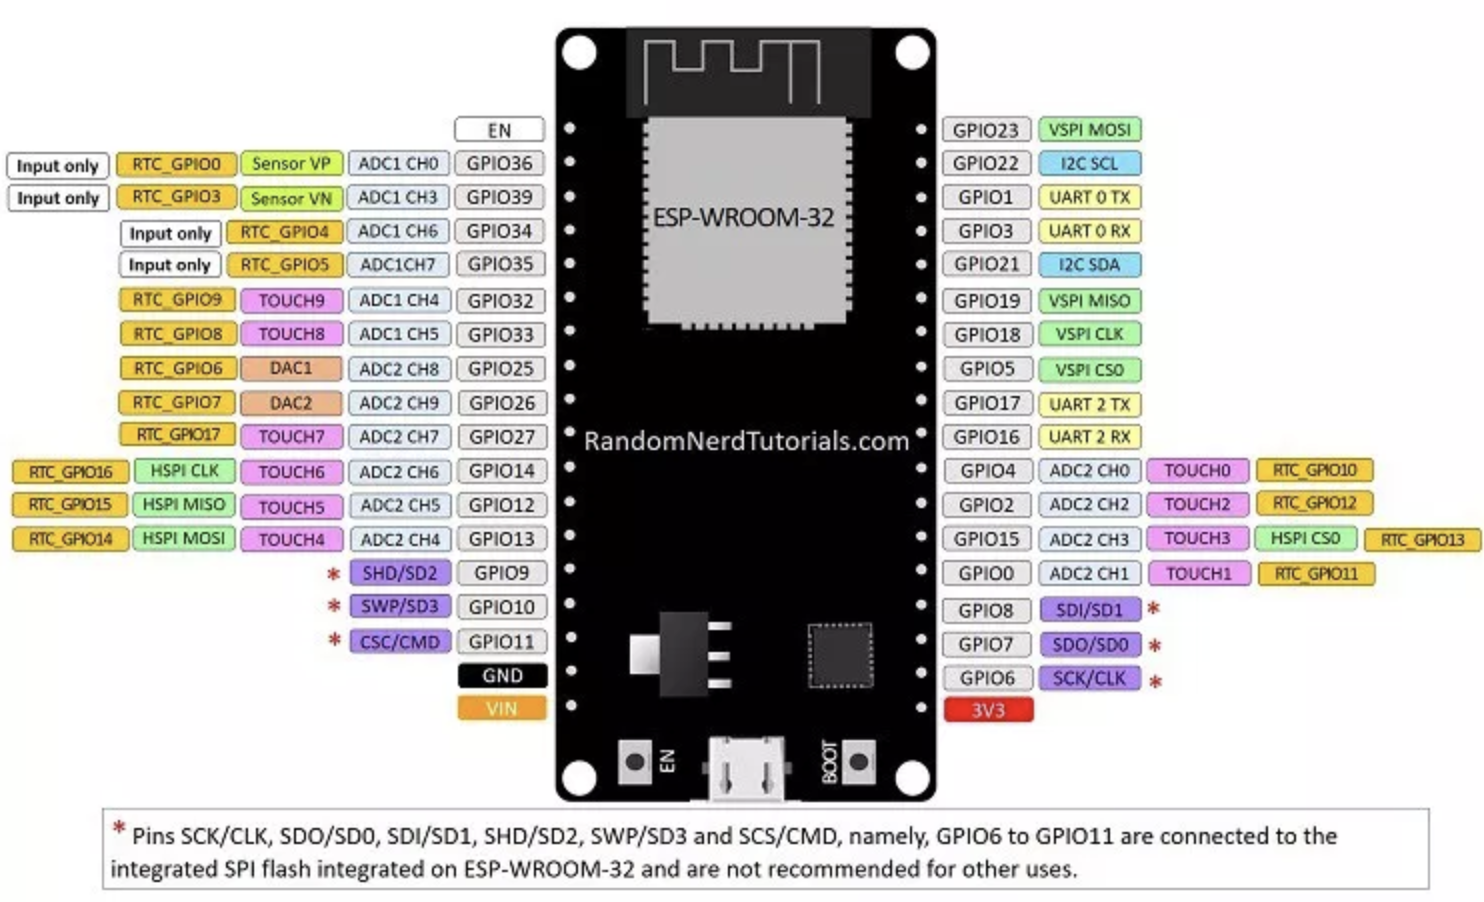 EN
Input only RTC_GPIO0 Sensor VP ADC1 CH0 GPIO36
Input only RTC_GPIO3 Sensor VN ADC1 CH3 GPIO39
Input only RTC_GPIO4 ADC1 CH6 GPIO34
Input only RTC_GPIO5 ADC1CH7 GPIO35
RTC_GPIO9 TOUCH9 ADC1 CH4 GPIO32
RTC_GPIO8 TOUCH8 ADC1 CH5 GPIO33
RTC_GPIO6 DAC1 ADC2 CH8 GPIO25
RTC_GPIO7 DAC2 ADC2 CH9 GPIO26
RTC_GPIO17 TOUCH7 ADC2 CH7 GPIO27
RTC_GPIO16 HSPI CLK TOUCH6 ADC2 CH6 GPIO14
RTC_GPIO15 HSPI MISO TOUCH5 ADC2 CH5 GPIO12
RTC_GPIO14 HSPI MOSI TOUCH4 ADC2 CH4 GPIO13
* SHD/SD2 GPIO9
* SWP/SD3 GPIO10
* CSC/CMD GPIO11
GND
VIN
ESP-WROOM-32
RandomNerdTutorials.com
EN
BOOT
GPIO23 VSPI MOSI
GPIO22 I2C SCL
GPIO1 UART 0 TX
GPIO3 UART 0 RX
GPIO21 I2C SDA
GPIO19 VSPI MISO
GPIO18 VSPI CLK
GPIO5 VSPI CS0
GPIO17 UART 2 TX
GPIO16 UART 2 RX
GPIO4 ADC2 CH0 TOUCH0 RTC_GPIO10
GPIO2 ADC2 CH2 TOUCH2 RTC_GPIO12
GPIO15 ADC2 CH3 TOUCH3 HSPI CS0 RTC_GPIO13
GPIO0 ADC2 CH1 TOUCH1 RTC_GPIO11
GPIO8 SDI/SD1 *
GPIO7 SDO/SD0 *
GPIO6 SCK/CLK *
3V3
* Pins SCK/CLK, SDO/SD0, SDI/SD1, SHD/SD2, SWP/SD3 and SCS/CMD, namely, GPIO6 to GPIO11 are connected to the
integrated SPI flash integrated on ESP-WROOM-32 and are not recommended for other uses.